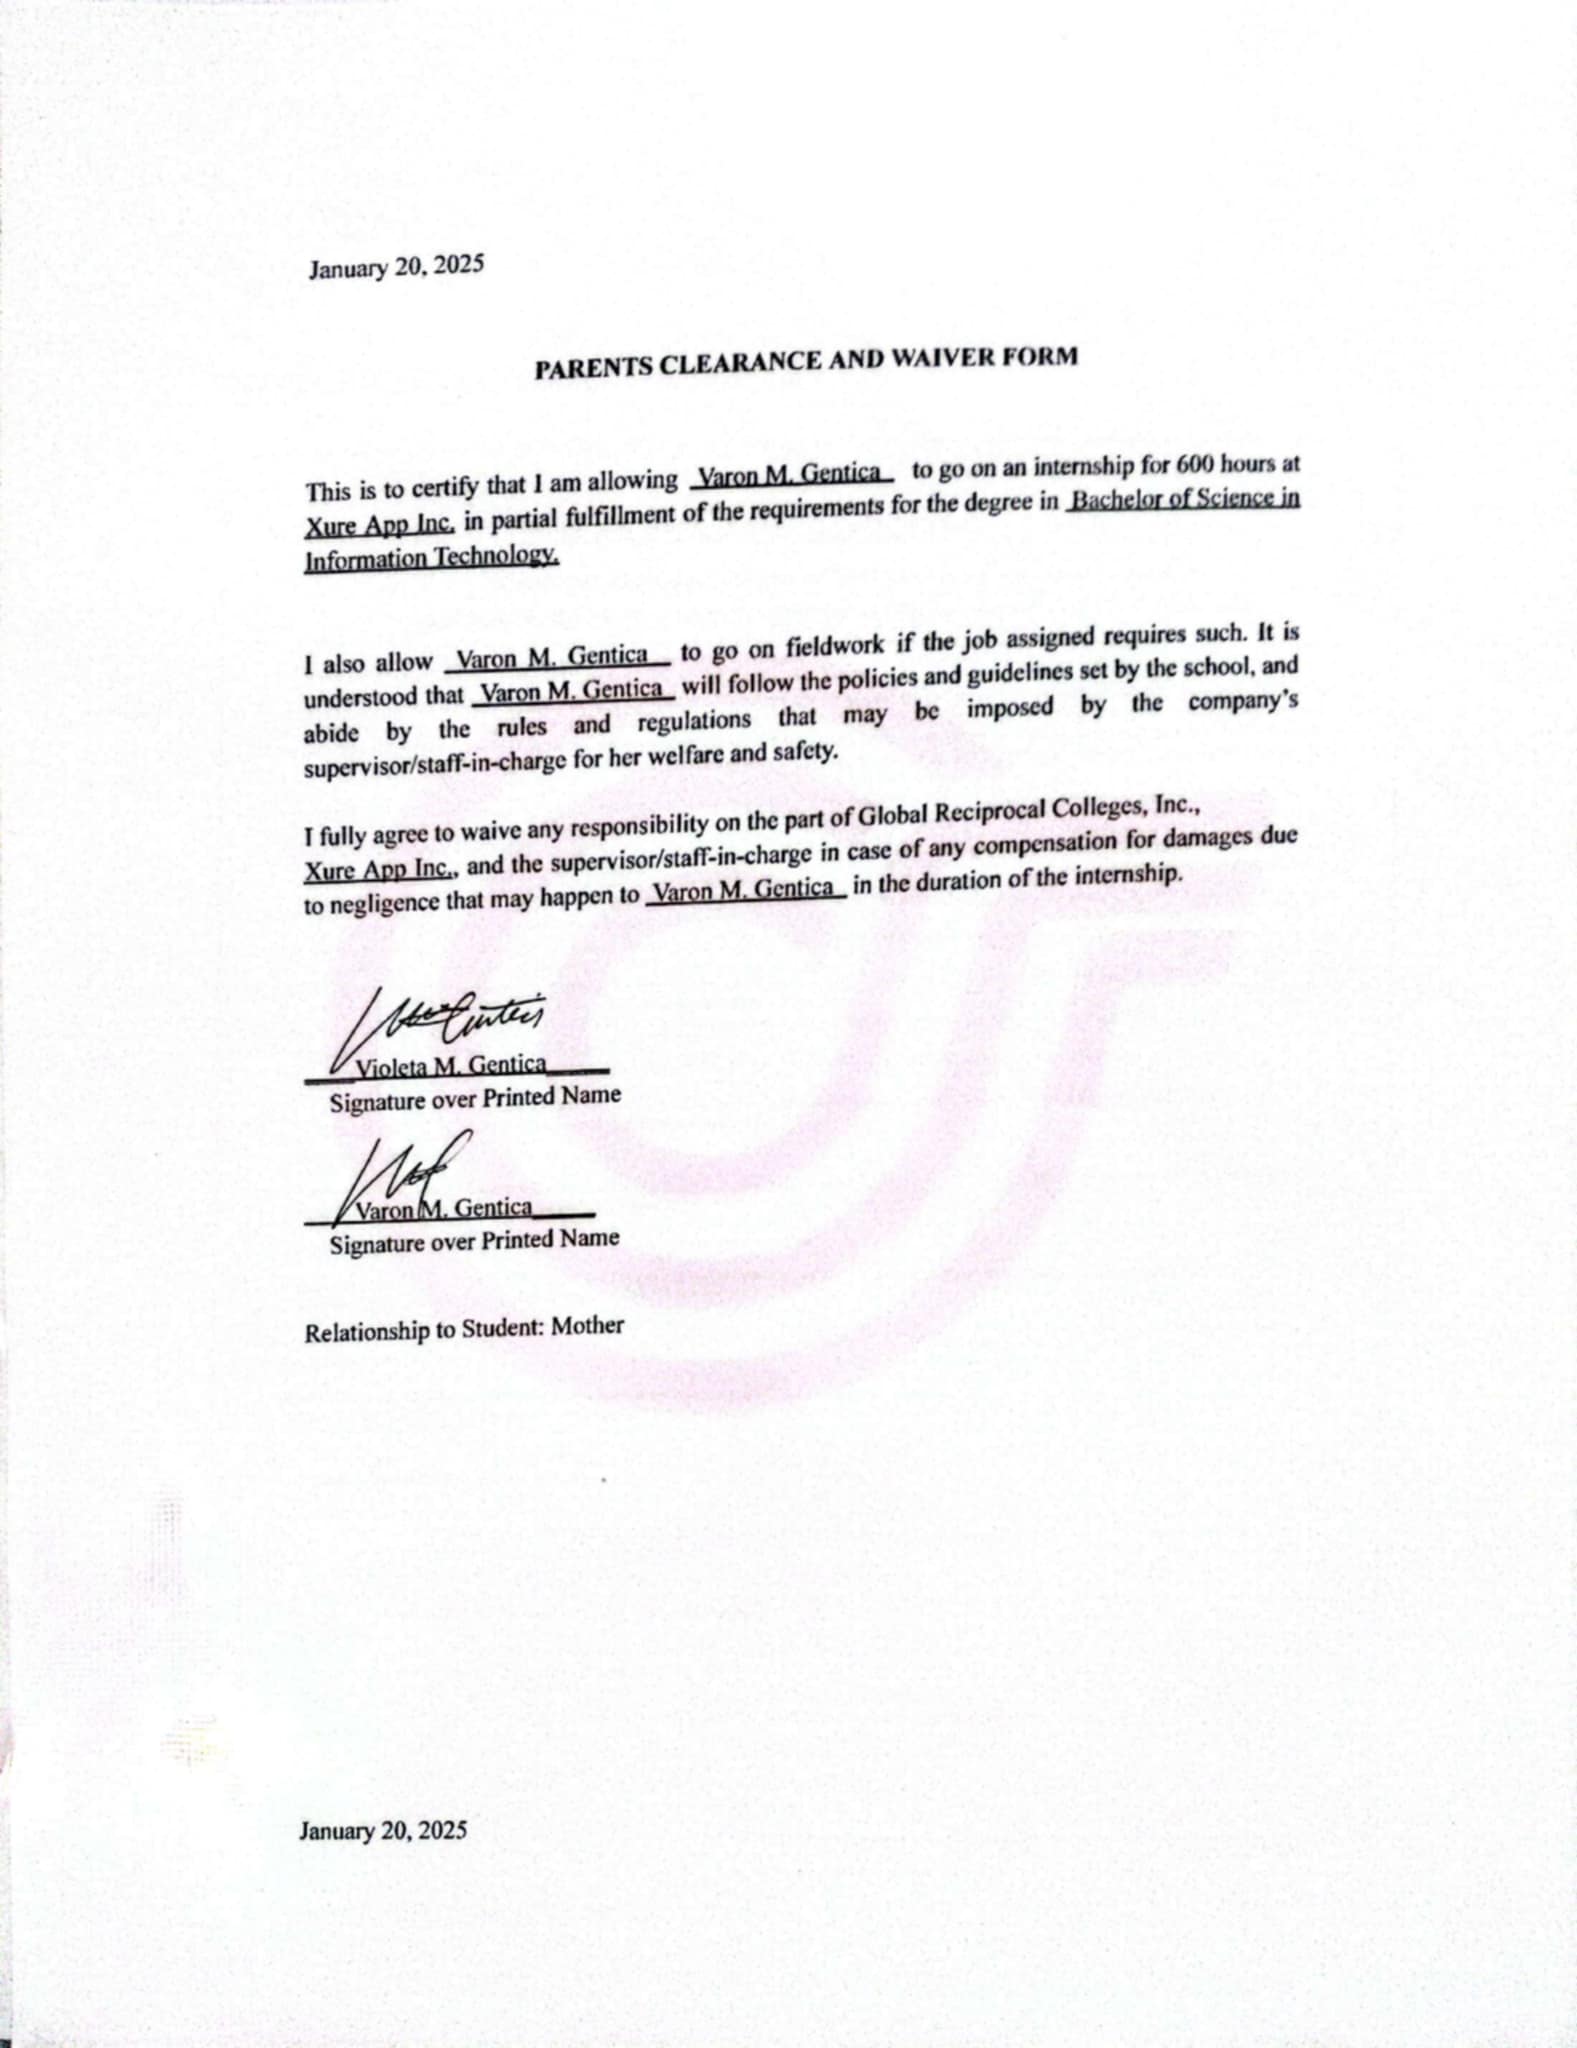 January 20, 2025
PARENTS CLEARANCE AND WAIVER FORM
This is to certify that I am allowing Varon M. Gentica to go on an internship for 600 hours at
Xure App Inc. in partial fulfillment of the requirements for the degree in Bachelor of Science in
Information Technology.
I also allow Varon M. Gentica to go on fieldwork if the job assigned requires such. It is
understood that Varon M. Gentica will follow the policies and guidelines set by the school, and
abide by the rules and regulations that may be imposed by the company's
supervisor/staff-in-charge for her welfare and safety.
I fully agree to waive any responsibility on the part of Global Reciprocal Colleges, Inc.,
Xure App Inc., and the supervisor/staff-in-charge in case of any compensation for damages due
to negligence that may happen to Varon M. Gentica in the duration of the internship.
Violeta M. Gentica
Signature over Printed Name
Varon M. Gentica
Signature over Printed Name
Relationship to Student: Mother
January 20, 2025